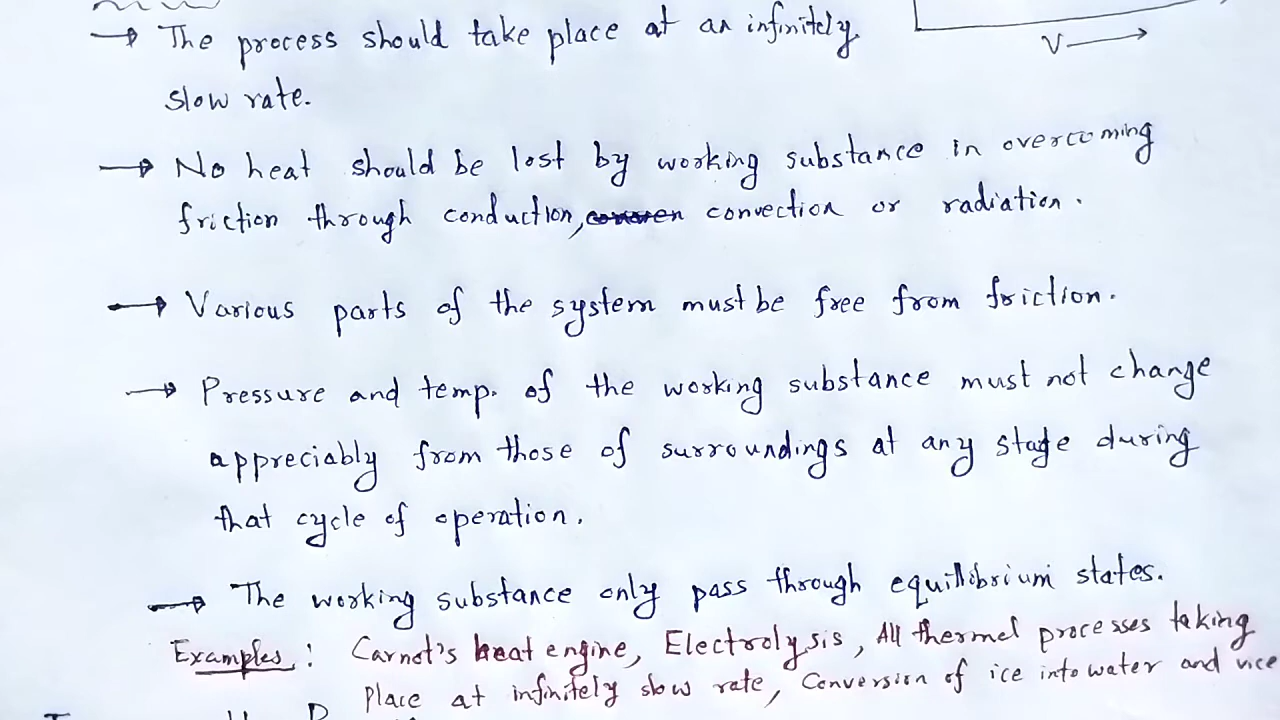 V
→ The process should take place at an infinitely
slow rate.
→ No heat should be lost by working substance in overcoming
friction through conduction, convection or radiation.
→ Various parts of the system must be free from friction.
→ Pressure and temp. of the working substance must not change
appreciably from those of surroundings at any stage during
that cycle of operation.
→ The working substance only pass through equillibrium states.
Examples: Carnot's heat engine, Electrolysis, All thermel processes taking
place at infinitely slow rate, Conversion of ice into water and vice